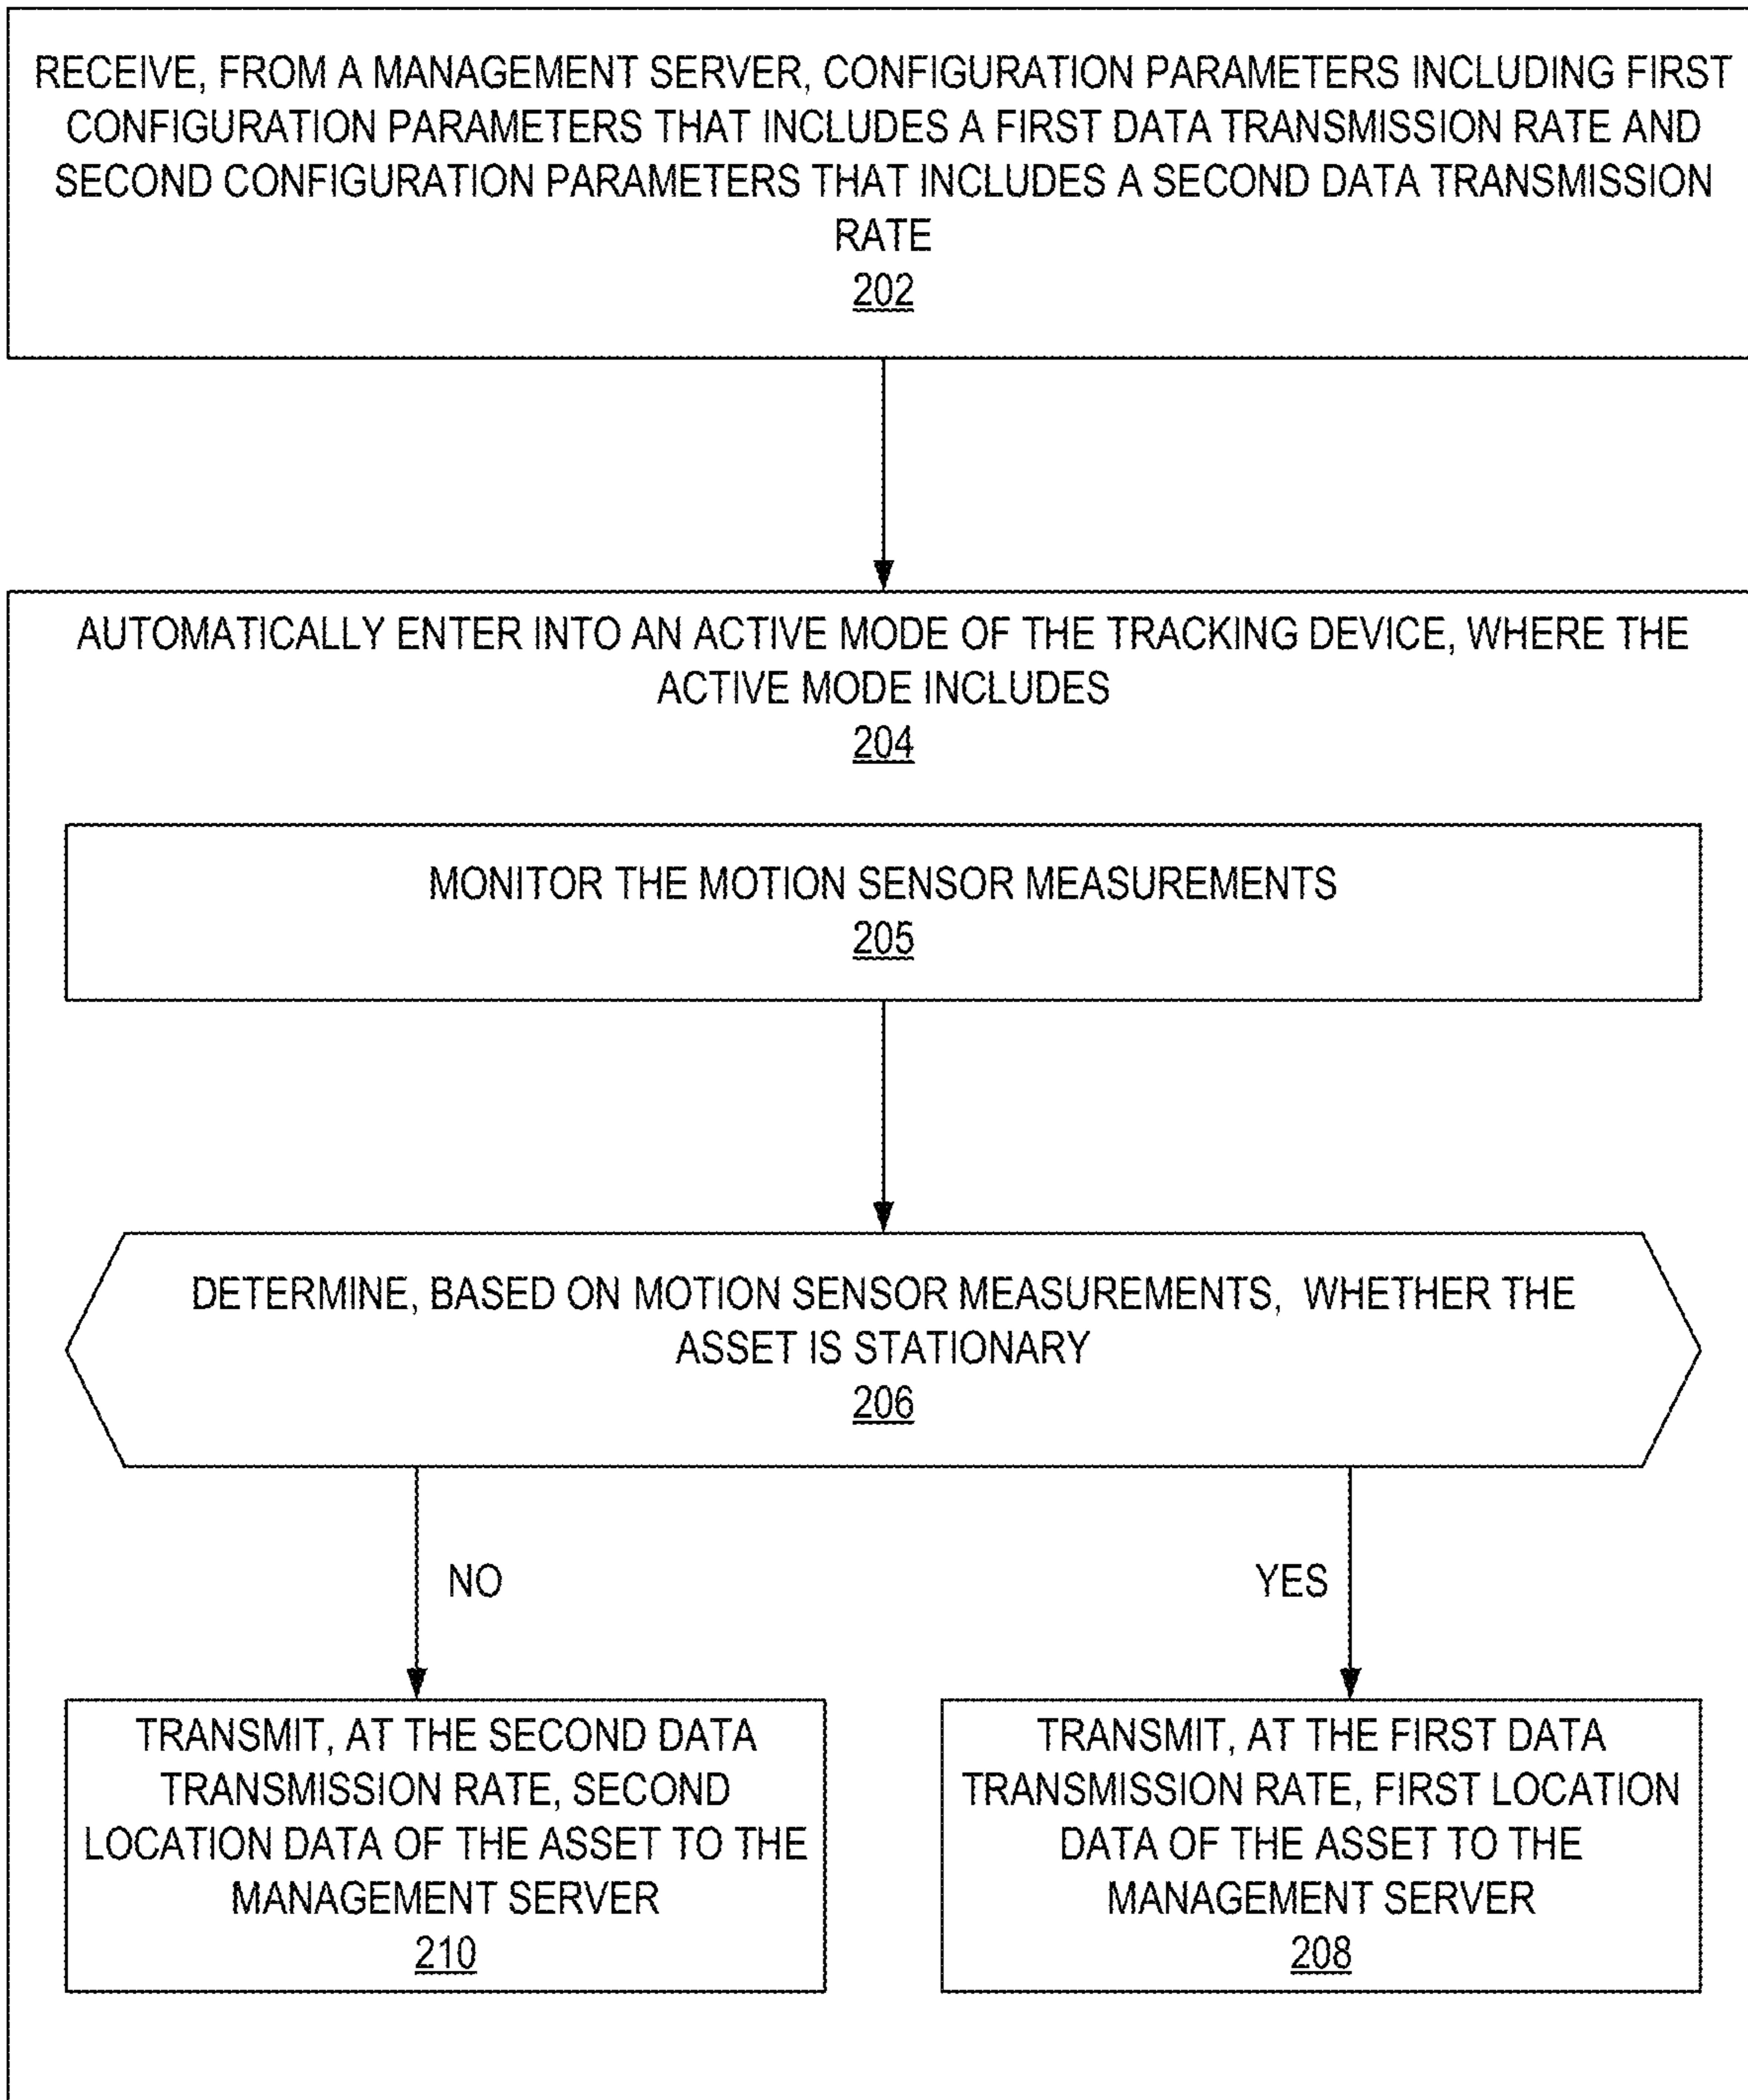 RECEIVE, FROM A MANAGEMENT SERVER, CONFIGURATION PARAMETERS INCLUDING FIRST
CONFIGURATION PARAMETERS THAT INCLUDES A FIRST DATA TRANSMISSION RATE AND
SECOND CONFIGURATION PARAMETERS THAT INCLUDES A SECOND DATA TRANSMISSION
RATE
202
AUTOMATICALLY ENTER INTO AN ACTIVE MODE OF THE TRACKING DEVICE, WHERE THE
ACTIVE MODE INCLUDES
204
MONITOR THE MOTION SENSOR MEASUREMENTS
205
DETERMINE, BASED ON MOTION SENSOR MEASUREMENTS, WHETHER THE
ASSET IS STATIONARY
206
NO
YES
TRANSMIT, AT THE SECOND DATA
TRANSMISSION RATE, SECOND
LOCATION DATA OF THE ASSET TO THE
MANAGEMENT SERVER
210
TRANSMIT, AT THE FIRST DATA
TRANSMISSION RATE, FIRST LOCATION
DATA OF THE ASSET TO THE
MANAGEMENT SERVER
208